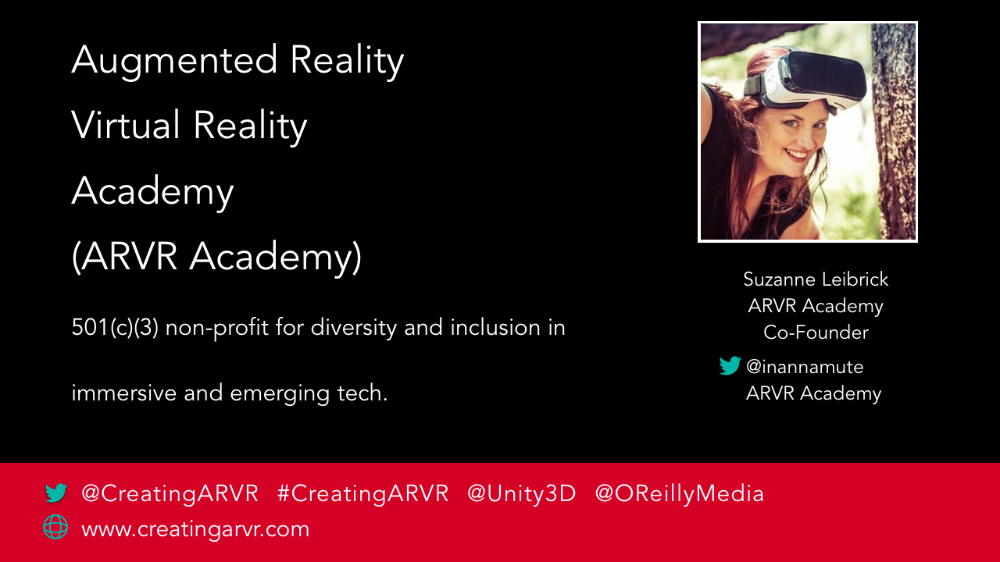 Augmented Reality
Virtual Reality
Academy
(ARVR Academy)
501(c)(3) non-profit for diversity and inclusion in
immersive and emerging tech.
Suzanne Leibrick
ARVR Academy
Co-Founder
@inannamute
ARVR Academy
@CreatingARVR #CreatingARVR @Unity3D @OReillyMedia
www.creatingarvr.com